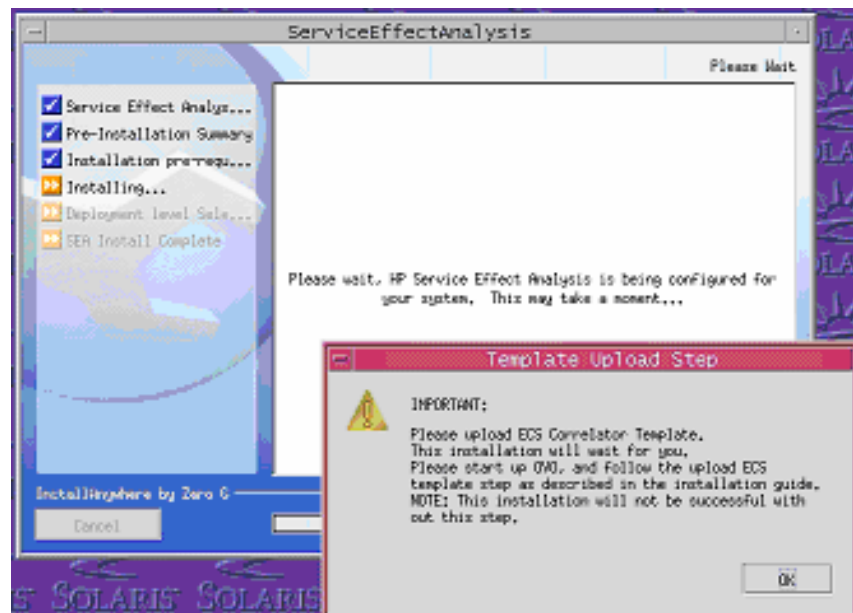 ServiceEffectAnalysis
Please Wait
Service Effect Analys...
Pre-Installation Summary
Installation pre-requ...
Installing...
Deployment level Sele...
SEA Install Complete
Please wait, HP Service Effect Analysis is being configured for
your system. This may take a moment...
Template Upload Step
IMPORTANT:
Please upload ECS Correlator Template.
This installation will wait for you.
Please start up OVO, and follow the upload ECS
template step as described in the installation guide.
NOTE: This installation will not be successful with
out this step.
OK
InstallAnywhere by Zero G
Cancel
SOLARIS SOLARIS